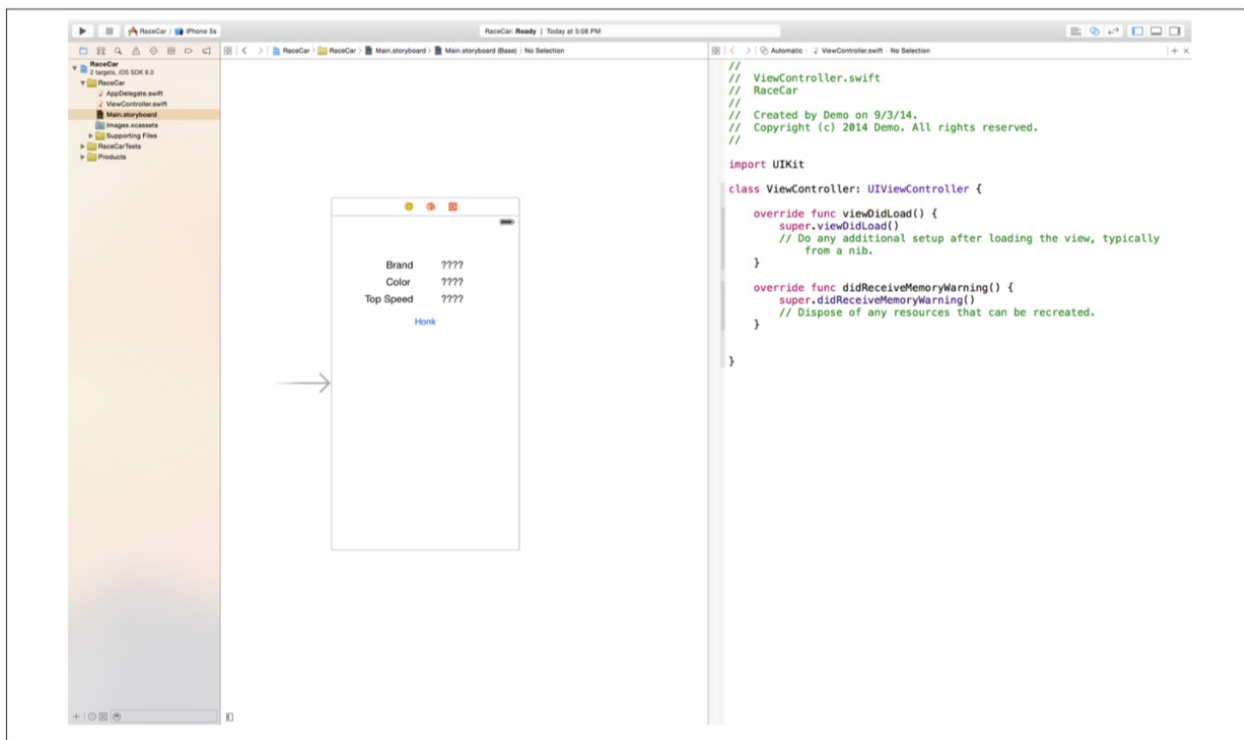 RaceCar › iPhone 5s
RaceCar: Ready | Today at 5:08 PM
RaceCar › RaceCar › Main.storyboard › Main.storyboard (Base) › No Selection
Automatic › ViewController.swift › No Selection
RaceCar
2 targets, iOS SDK 8.0
RaceCar
AppDelegate.swift
ViewController.swift
Main.storyboard
Images.xcassets
Supporting Files
RaceCarTests
Products
Brand ????
Color ????
Top Speed ????
Honk
//
// ViewController.swift
// RaceCar
//
// Created by Demo on 9/3/14.
// Copyright (c) 2014 Demo. All rights reserved.
//
import UIKit
class ViewController: UIViewController {
override func viewDidLoad() {
super.viewDidLoad()
// Do any additional setup after loading the view, typically
from a nib.
}
override func didReceiveMemoryWarning() {
super.didReceiveMemoryWarning()
// Dispose of any resources that can be recreated.
}
}